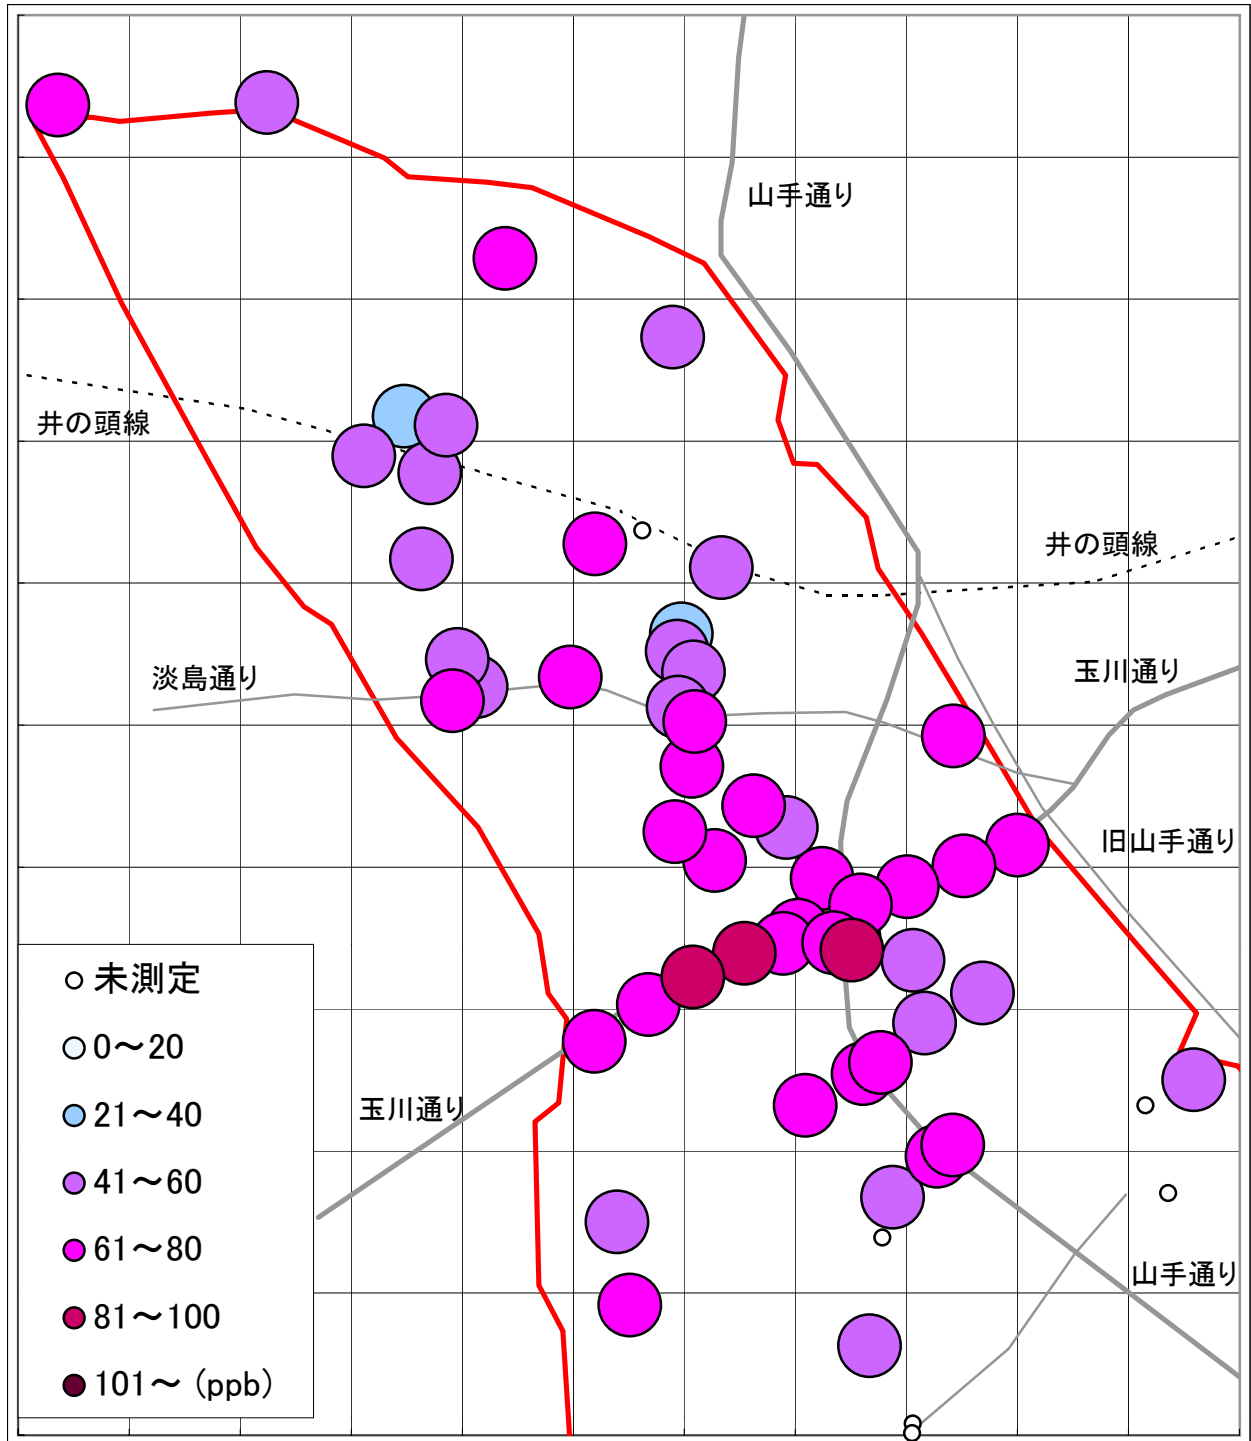 山手通り
井の頭線
井の頭線
淡島通り
玉川通り
旧山手通り
未測定
0～20
21～40
玉川通り
41～60
61～80
山手通り
81～100
101～ (ppb)